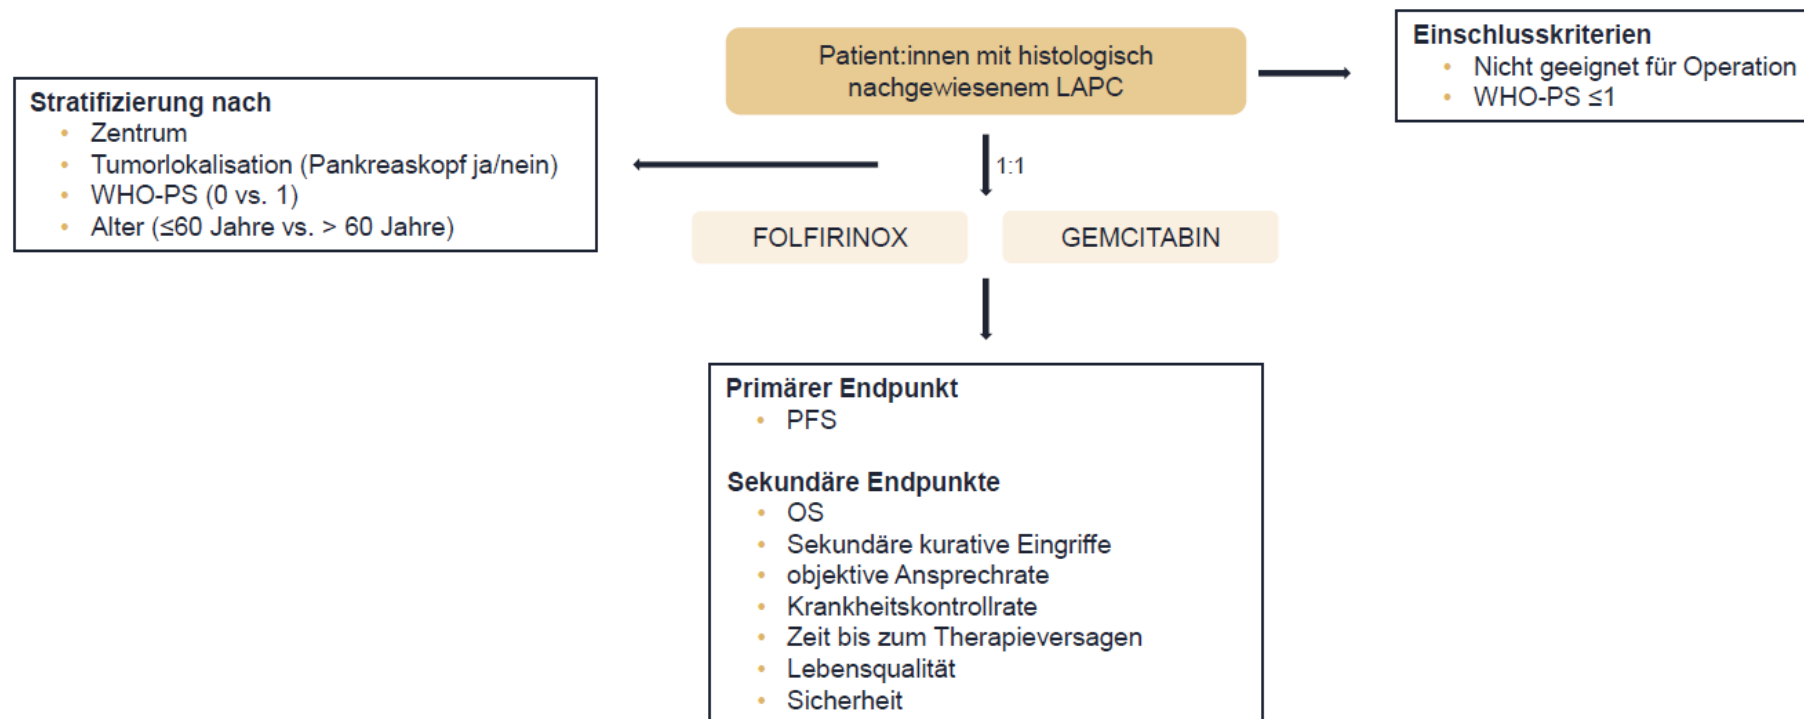 Patient:innen mit histologisch
nachgewiesenem LAPC
Einschlusskriterien
• Nicht geeignet für Operation
• WHO-PS ≤1
Stratifizierung nach
• Zentrum
• Tumorlokalisation (Pankreaskopf ja/nein)
• WHO-PS (0 vs. 1)
• Alter (≤60 Jahre vs. > 60 Jahre)
1:1
FOLFIRINOX
GEMCITABIN
Primärer Endpunkt
• PFS
Sekundäre Endpunkte
• OS
• Sekundäre kurative Eingriffe
• objektive Ansprechrate
• Krankheitskontrollrate
• Zeit bis zum Therapieversagen
• Lebensqualität
• Sicherheit